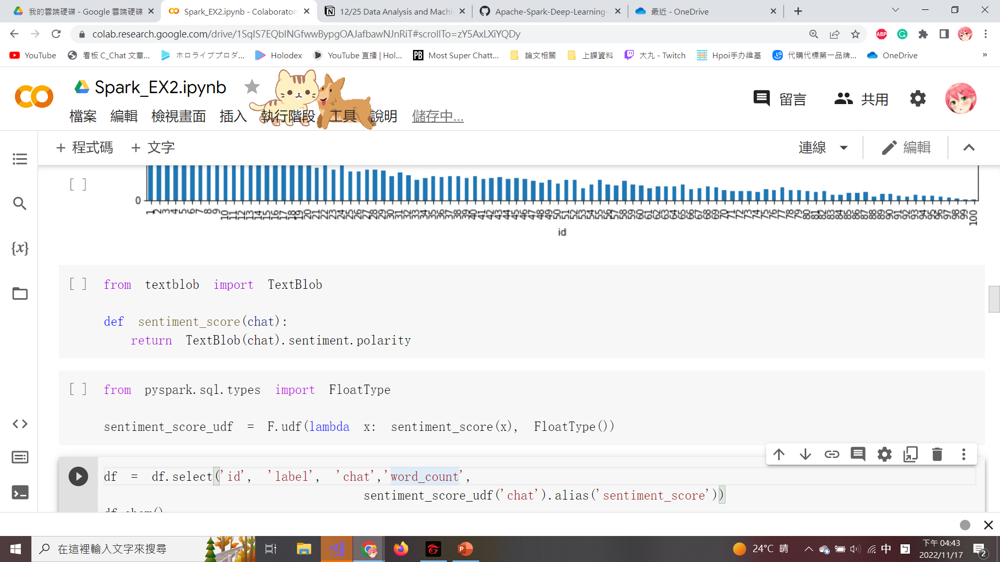 我的雲端硬碟 - Google 雲端硬碟
Spark_EX2.ipynb - Colaboratory
12/25 Data Analysis and Machi
Apache-Spark-Deep-Learning-
最近 - OneDrive
colab.research.google.com/drive/1SqIS7EQbINGfwwBypgOAJafbawNJnRiT#scrollTo=zY5AxLXiYQDy
ABP
YouTube
看板 C_Chat 文章...
ホロライブプロダ...
Holodex
YouTube 直播 | Hol...
PB
Most Super Chatt...
論文相關
上課資料
大丸 - Twitch
Hpoi手办维基
代購代標第一品牌...
OneDrive
»
Spark_EX2.ipynb
留言
共用
檔案 編輯 檢視畫面 插入 執行階段 工具 說明 儲存中...
+ 程式碼 + 文字
連線
編輯
[ ]
0
1 2 3 4 5 6 7 8 9 10 11 12 13 14 15 16 17 18 19 20 21 22 23 24 25 26 27 28 29 30 31 32 33 34 35 36 37 38 39 40 41 42 43 44 45 46 47 48 49 50 51 52 53 54 55 56 57 58 59 60 61 62 63 64 65 66 67 68 69 70 71 72 73 74 75 76 77 78 79 80 81 82 83 84 85 86 87 88 89 90 91 92 93 94 95 96 97 98 99 100
id
{x}
[ ] from textblob import TextBlob
def sentiment_score(chat):
return TextBlob(chat).sentiment.polarity
[ ] from pyspark.sql.types import FloatType
sentiment_score_udf = F.udf(lambda x: sentiment_score(x), FloatType())
df = df.select('id', 'label', 'chat','word_count',
sentiment_score_udf('chat').alias('sentiment_score'))
df.show()
在這裡輸入文字來搜尋
24°C 晴
中
下午 04:43
2022/11/17
2